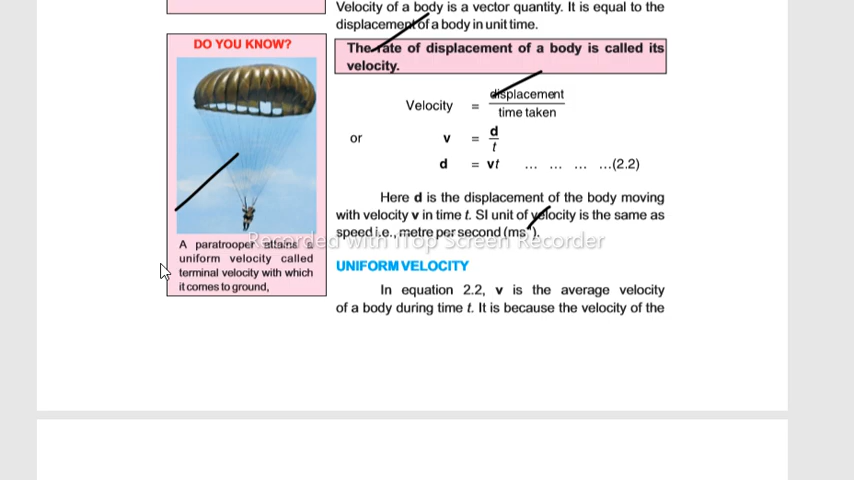 Velocity of a body is a vector quantity. It is equal to the
displacement of a body in unit time.
DO YOU KNOW?
A paratrooper attains a
uniform velocity called
terminal velocity with which
it comes to ground,
The rate of displacement of a body is called its
velocity.
Velocity = displacement
time taken
or v = d
t
d = vt ... ... ... ...(2.2)
Here d is the displacement of the body moving
with velocity v in time t. SI unit of velocity is the same as
speed i.e., metre per second (ms⁻¹).
Recorded with iTop Screen Recorder
UNIFORM VELOCITY
In equation 2.2, v is the average velocity
of a body during time t. It is because the velocity of the